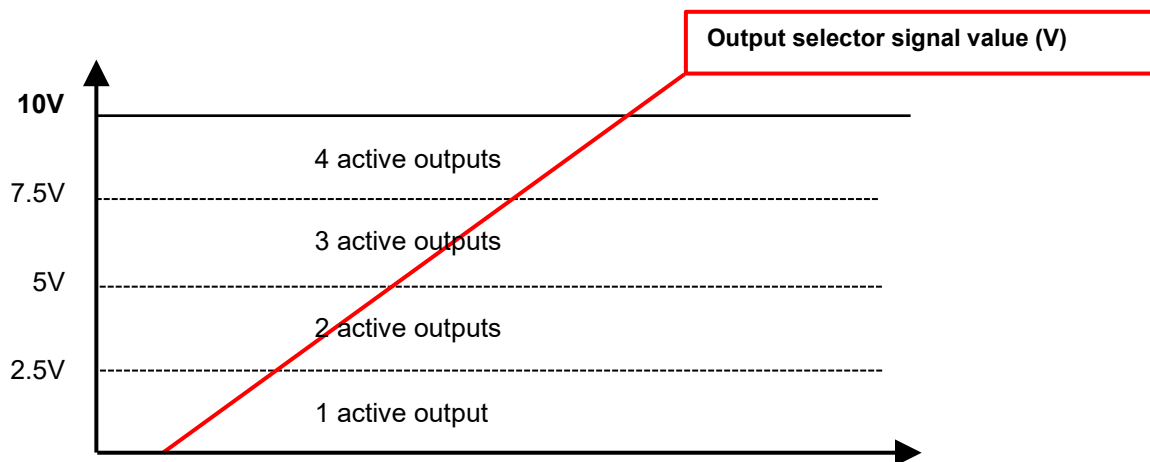 Output selector signal value (V)
10V
4 active outputs
7.5V
3 active outputs
5V
2 active outputs
2.5V
1 active output